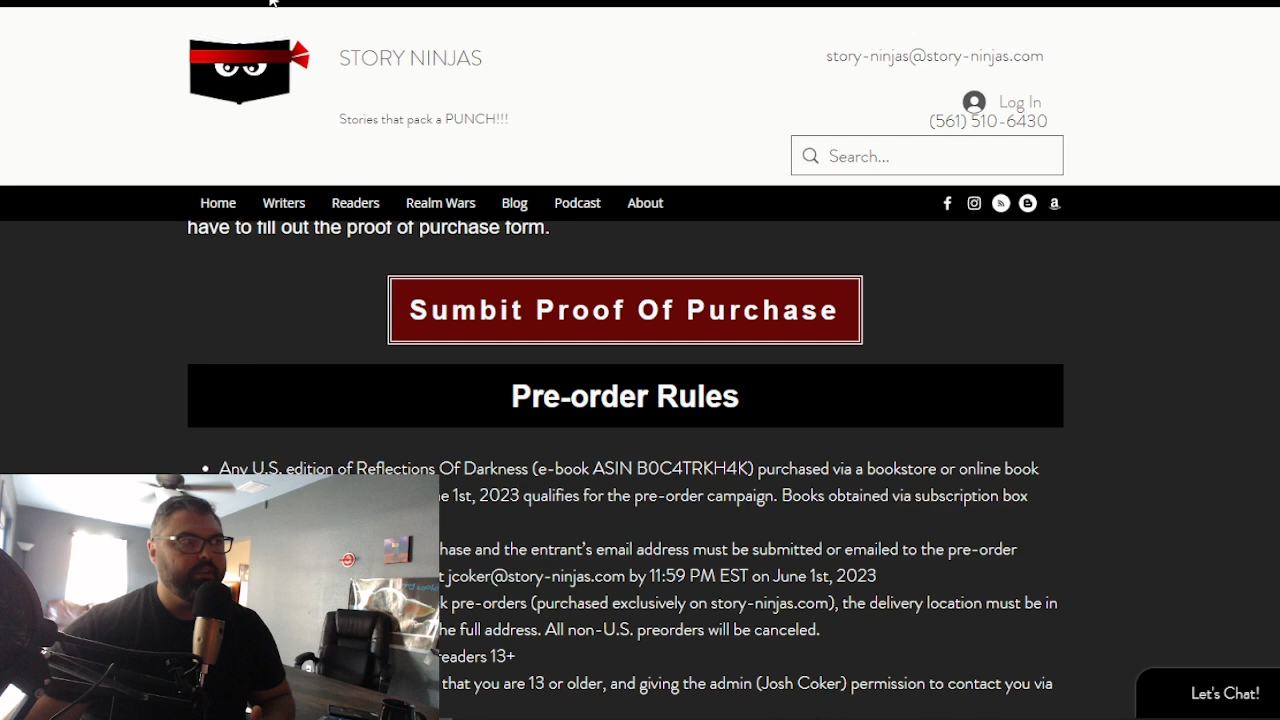 STORY NINJAS
story-ninjas@story-ninjas.com
Log In
Stories that pack a PUNCH!!!
(561) 510-6430
Search...
Home Writers Readers Realm Wars Blog Podcast About
have to fill out the proof of purchase form.
Sumbit Proof Of Purchase
Pre-order Rules
Any U.S. edition of Reflections Of Darkness (e-book ASIN B0C4TRKH4K) purchased via a bookstore or online book
1st, 2023 qualifies for the pre-order campaign. Books obtained via subscription box
and the entrant's email address must be submitted or emailed to the pre-order
jcoker@story-ninjas.com by 11:59 PM EST on June 1st, 2023
pre-orders (purchased exclusively on story-ninjas.com), the delivery location must be in
full address. All non-U.S. preorders will be canceled.
readers 13+
that you are 13 or older, and giving the admin (Josh Coker) permission to contact you via
Let's Chat!